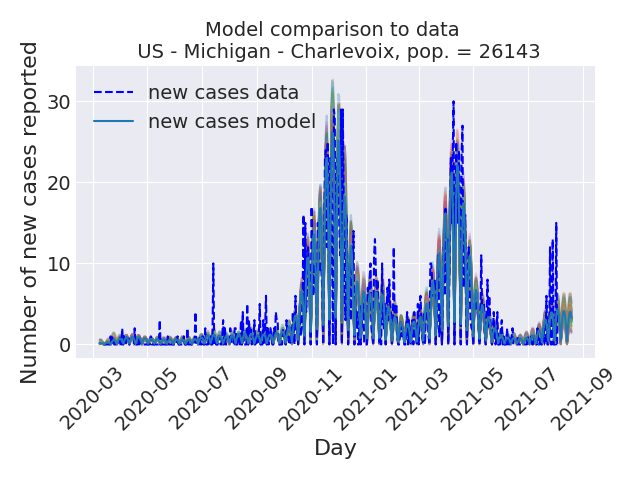 Model comparison to data
US - Michigan - Charlevoix, pop. = 26143
Number of new cases reported
30
20
10
0
new cases data
new cases model
2020-03
2020-05
2020-07
2020-09
2020-11
2021-01
2021-03
2021-05
2021-07
2021-09
Day